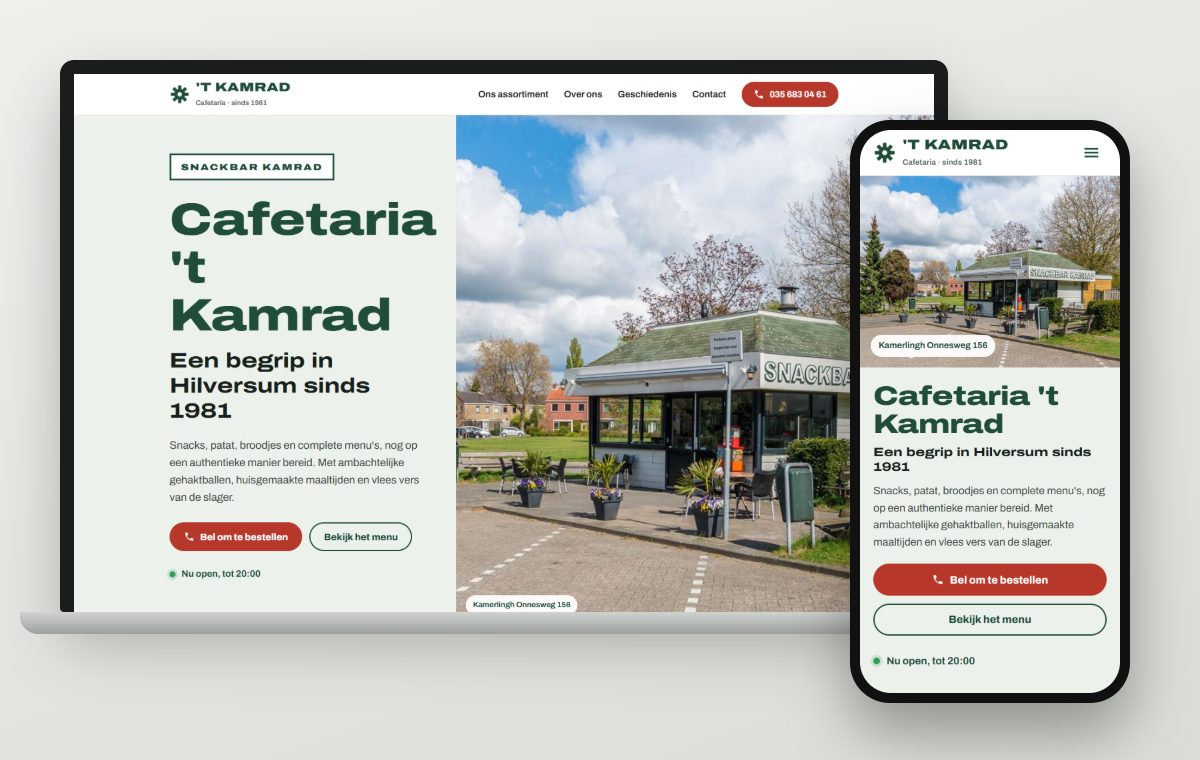 'T KAMRAD
Cafetaria · sinds 1981
Ons assortiment
Over ons
Geschiedenis
Contact
035 683 04 61
SNACKBAR KAMRAD
Cafetaria
't
Kamrad
Een begrip in
Hilversum sinds
1981
Snacks, patat, broodjes en complete menu's, nog op
een authentieke manier bereid. Met ambachtelijke
gehaktballen, huisgemaakte maaltijden en vlees vers
van de slager.
Bel om te bestellen
Bekijk het menu
Nu open, tot 20:00
SNACKBA
Kamerlingh Onnesweg 156
'T KAMRAD
Cafetaria · sinds 1981
SNACKBAR KAMRAD
Kamerlingh Onnesweg 156
Cafetaria 't
Kamrad
Een begrip in Hilversum sinds
1981
Snacks, patat, broodjes en complete menu's, nog
op een authentieke manier bereid. Met
ambachtelijke gehaktballen, huisgemaakte
maaltijden en vlees vers van de slager.
Bel om te bestellen
Bekijk het menu
Nu open, tot 20:00